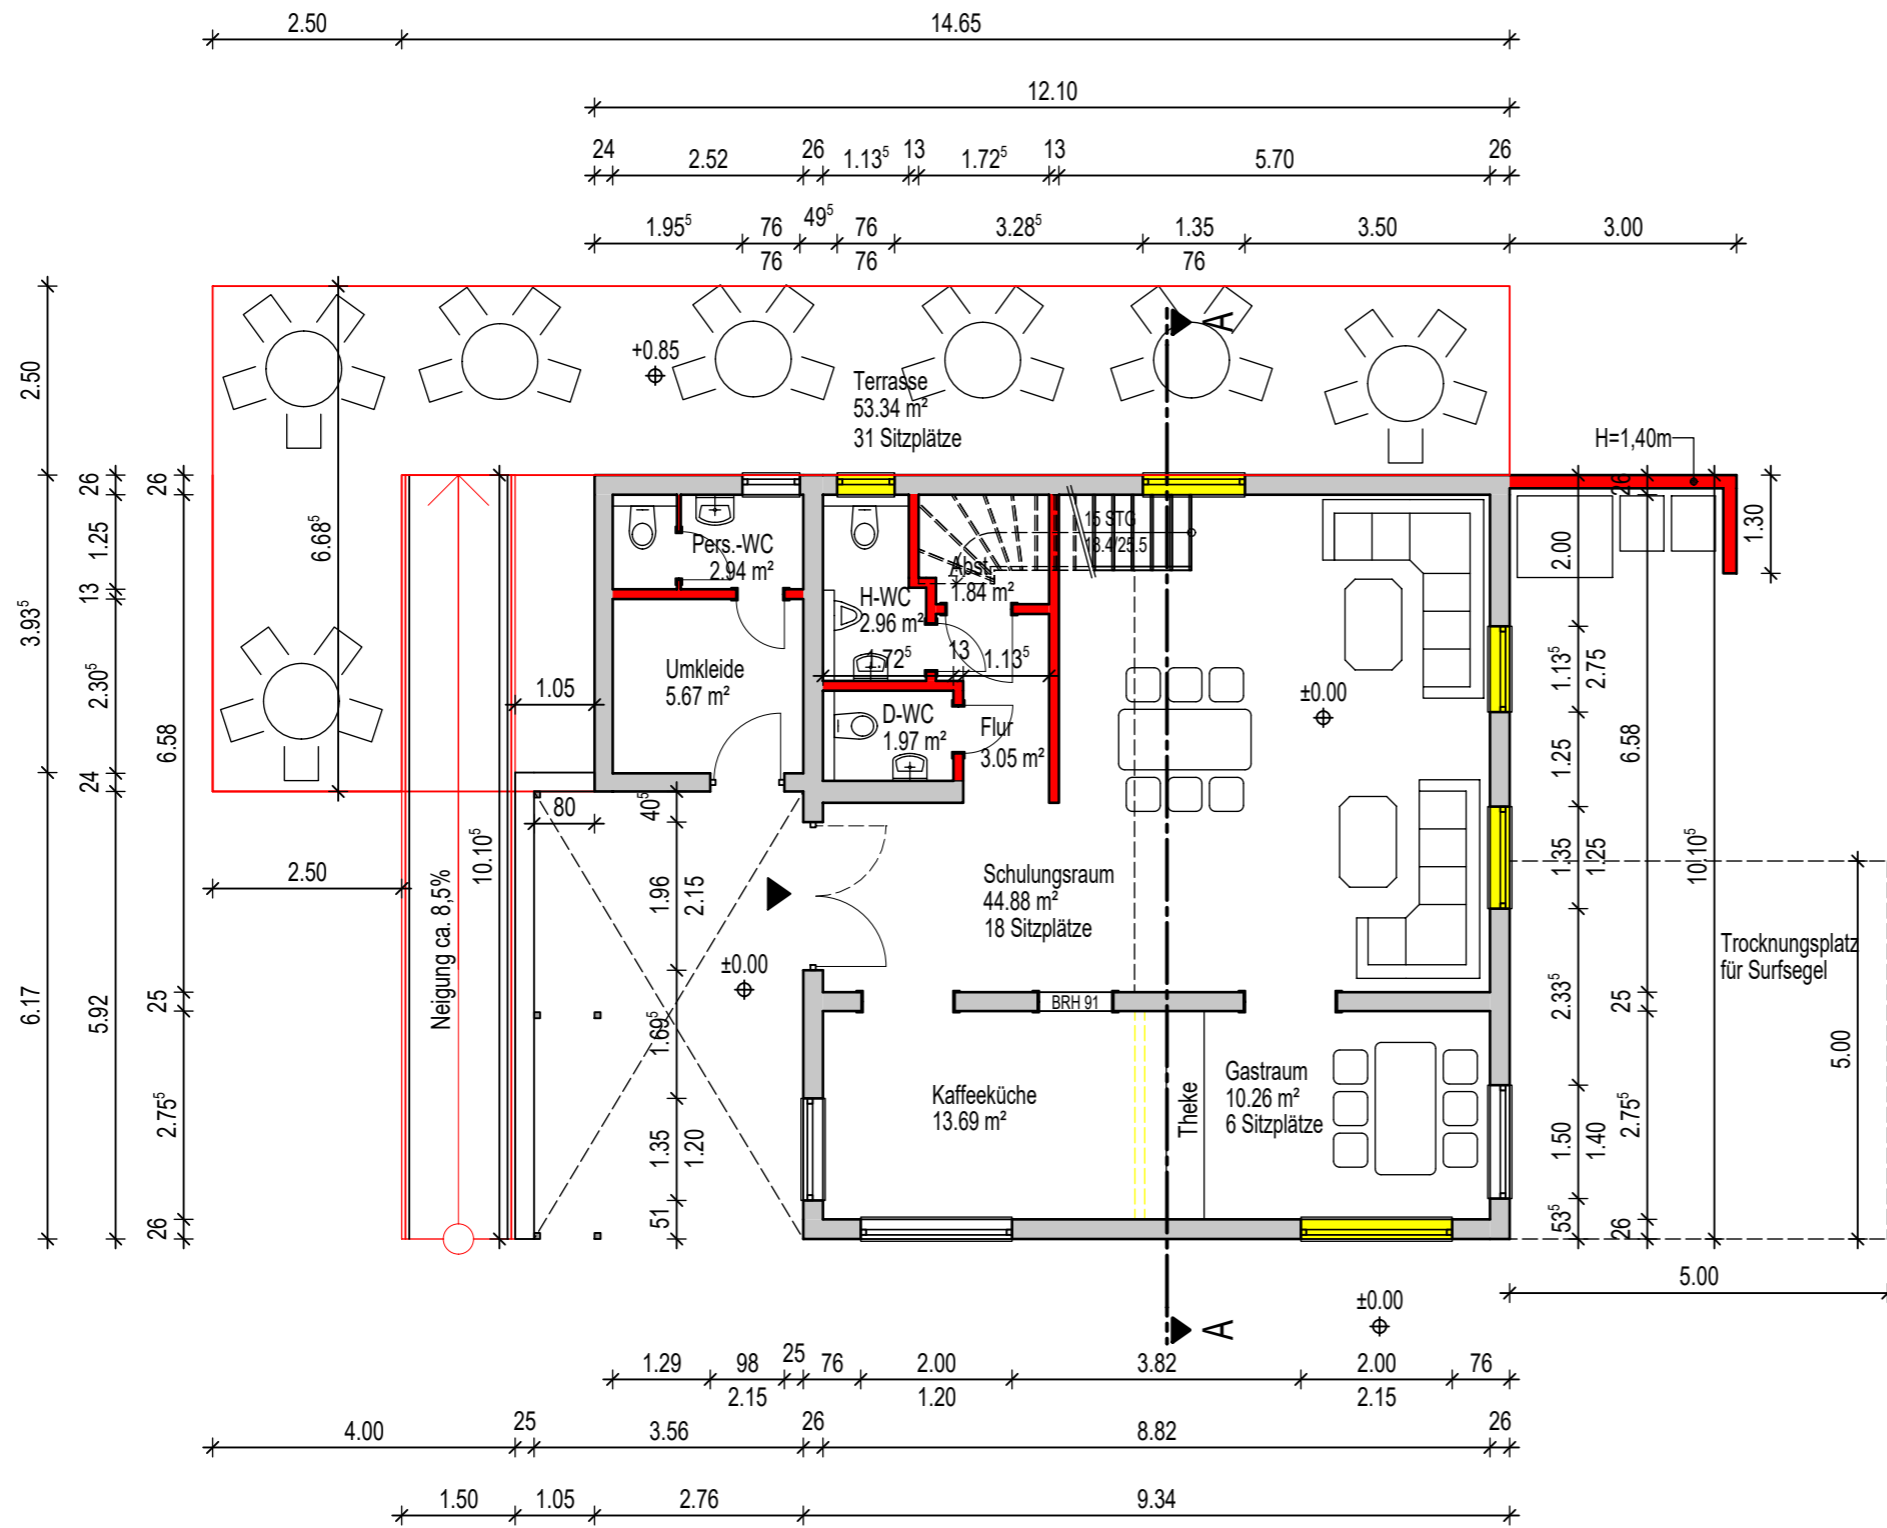 2.50 14.65
12.10
24 2.52 26 1.13⁵ 13 1.72⁵ 13 5.70 26
1.95⁵ 76 49⁵ 76 3.28⁵ 1.35 3.50 3.00
76 76 76
+0.85
Terrasse
53.34 m²
31 Sitzplätze
A
H=1,40m
2.50
3.93⁵
6.17
26
1.25
13
2.30⁵
24
5.92
26
6.58
25
2.75⁵
26
6.68⁵
2.50
Neigung ca. 8,5%
10.10⁵
1.05
80
40⁵
1.96
2.15
1.69⁵
1.35
1.20
51
±0.00
Pers.-WC
2.94 m²
Umkleide
5.67 m²
H-WC
2.96 m²
1.72⁵ 13 1.13⁵
Abst.
1.84 m²
15 STG
18.4/25.5
D-WC
1.97 m²
Flur
3.05 m²
±0.00
Schulungsraum
44.88 m²
18 Sitzplätze
BRH 91
Kaffeeküche
13.69 m²
Theke
Gastraum
10.26 m²
6 Sitzplätze
2.00
1.13⁵
2.75
1.25
1.35
1.25
2.33⁵
1.50
1.40
53⁵
26
6.58
25
2.75⁵
26
10.10⁵
1.30
Trocknungsplatz
für Surfsegel
5.00
5.00
±0.00
A
1.29 98 25 76 2.00 3.82 2.00 76
2.15 1.20 2.15
4.00 25 3.56 26 8.82 26
1.50 1.05 2.76 9.34